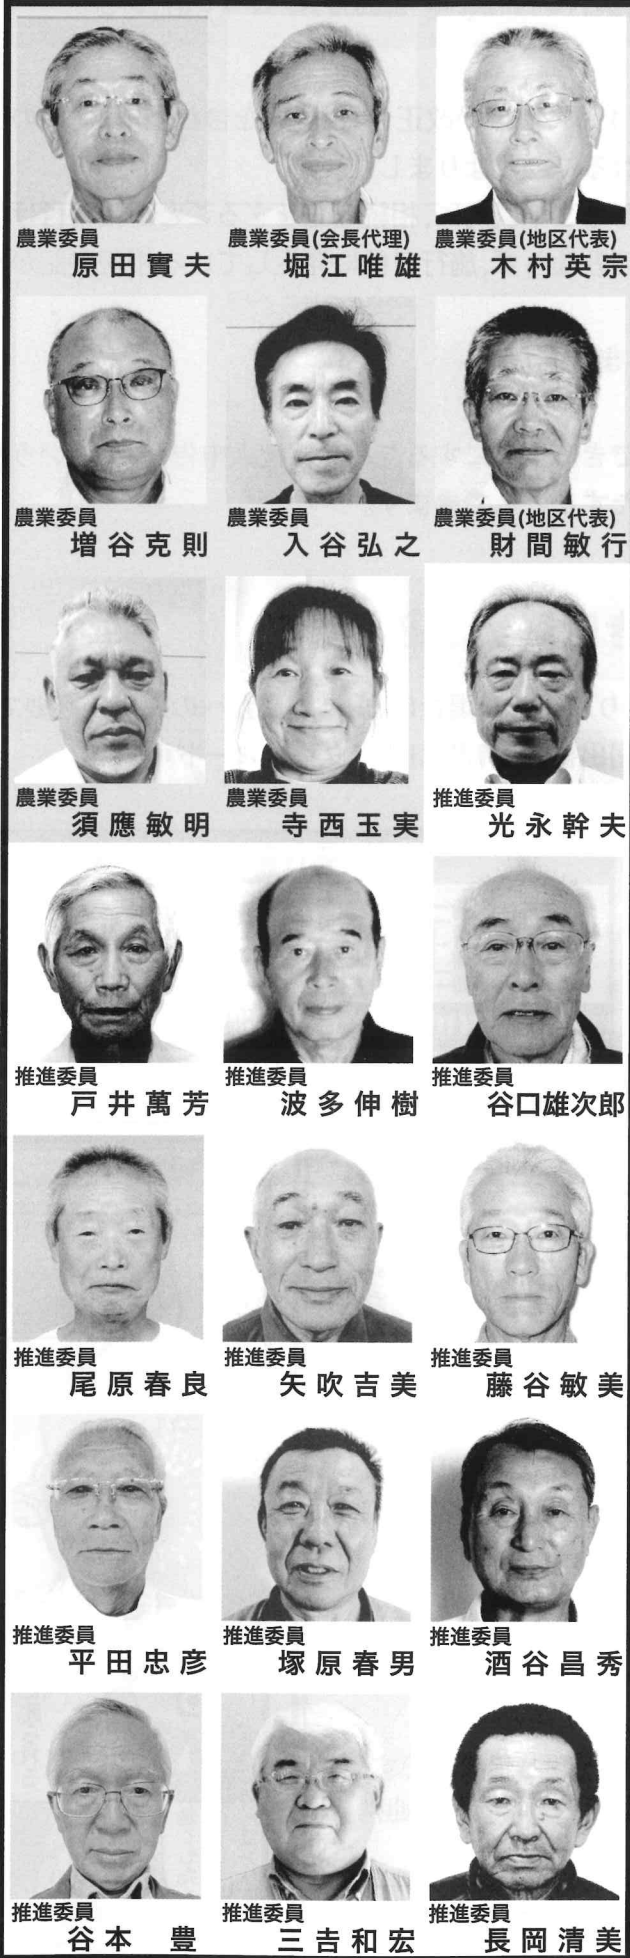 農業委員
原田實夫
農業委員(会長代理)
堀江唯雄
農業委員(地区代表)
木村英宗
農業委員
増谷克則
農業委員
入谷弘之
農業委員(地区代表)
財間敏行
農業委員
須應敏明
農業委員
寺西玉実
推進委員
光永幹夫
推進委員
戸井萬芳
推進委員
波多伸樹
推進委員
谷口雄次郎
推進委員
尾原春良
推進委員
矢吹吉美
推進委員
藤谷敏美
推進委員
平田忠彦
推進委員
塚原春男
推進委員
酒谷昌秀
推進委員
谷本 豊
推進委員
三吉和宏
推進委員
長岡清美